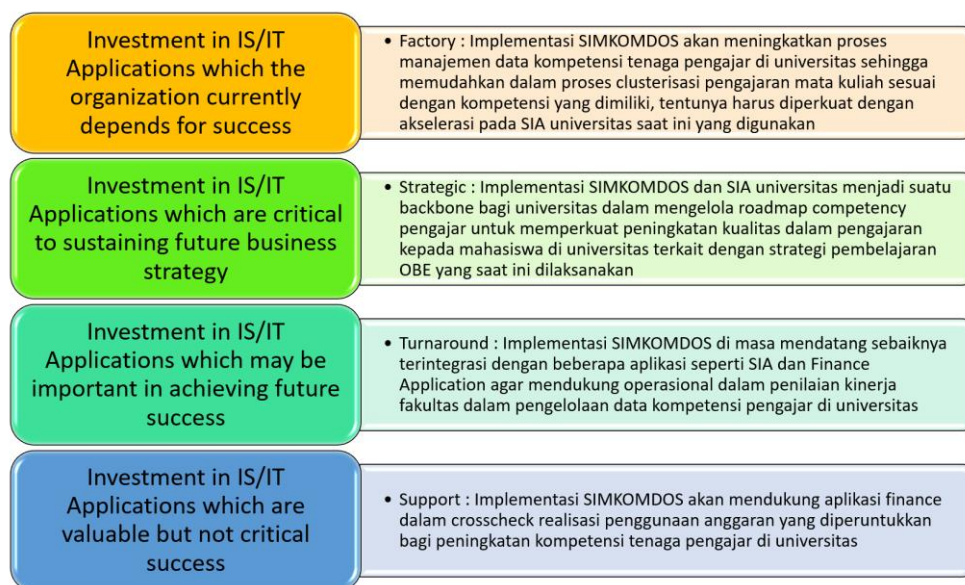 Investment in IS/IT
Applications which the
organization currently
depends for success
• Factory : Implementasi SIMKOMDOS akan meningkatkan proses
manajemen data kompetensi tenaga pengajar di universitas sehingga
memudahkan dalam proses clusterisasi pengajaran mata kuliah sesuai
dengan kompetensi yang dimiliki, tentunya harus diperkuat dengan
akselerasi pada SIA universitas saat ini yang digunakan
Investment in IS/IT
Applications which are critical
to sustaining future business
strategy
• Strategic : Implementasi SIMKOMDOS dan SIA universitas menjadi suatu
backbone bagi universitas dalam mengelola roadmap competency
pengajar untuk memperkuat peningkatan kualitas dalam pengajaran
kepada mahasiswa di universitas terkait dengan strategi pembelajaran
OBE yang saat ini dilaksanakan
Investment in IS/IT
Applications which may be
important in achieving future
success
• Turnaround : Implementasi SIMKOMDOS di masa mendatang sebaiknya
terintegrasi dengan beberapa aplikasi seperti SIA dan Finance
Application agar mendukung operasional dalam penilaian kinerja
fakultas dalam pengelolaan data kompetensi pengajar di universitas
Investment in IS/IT
Applications which are
valuable but not critical
success
• Support : Implementasi SIMKOMDOS akan mendukung aplikasi finance
dalam crosscheck realisasi penggunaan anggaran yang diperuntukkan
bagi peningkatan kompetensi tenaga pengajar di universitas